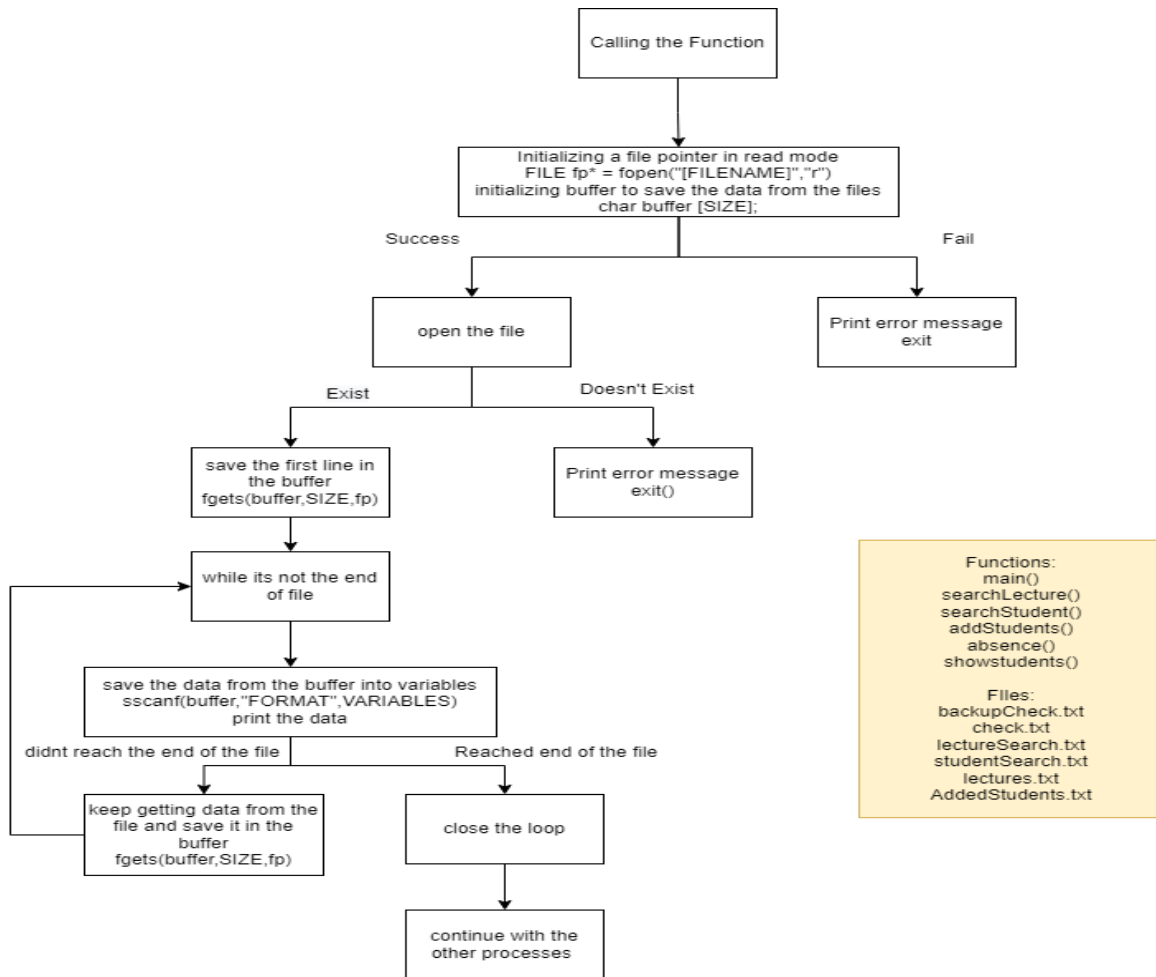 Calling the Function
Initializing a file pointer in read mode
FILE fp* = fopen("[FILENAME]","r")
initializing buffer to save the data from the files
char buffer [SIZE];
Success
Fail
open the file
Print error message
exit
Exist
Doesn't Exist
save the first line in
the buffer
fgets(buffer,SIZE,fp)
Print error message
exit()
while its not the end
of file
save the data from the buffer into variables
sscanf(buffer,"FORMAT",VARIABLES)
print the data
didnt reach the end of the file
Reached end of the file
keep getting data from the
file and save it in the
buffer
fgets(buffer,SIZE,fp)
close the loop
continue with the
other processes
Functions:
main()
searchLecture()
searchStudent()
addStudents()
absence()
showstudents()
FIles:
backupCheck.txt
check.txt
lectureSearch.txt
studentSearch.txt
lectures.txt
AddedStudents.txt